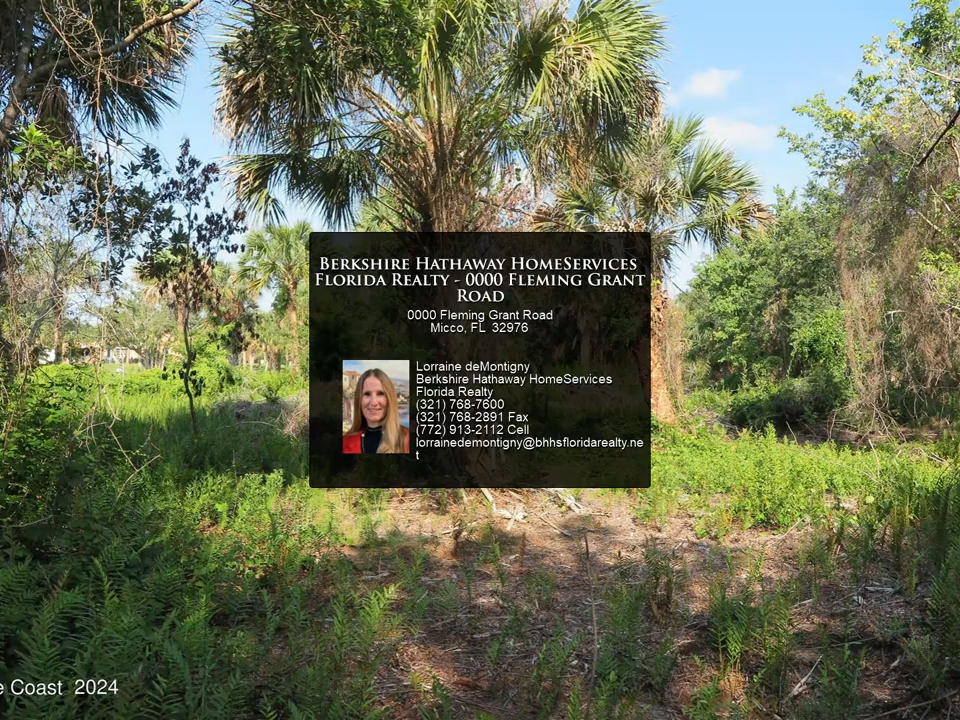 Berkshire Hathaway HomeServices
Florida Realty - 0000 Fleming Grant
Road
0000 Fleming Grant Road
Micco, FL 32976
Lorraine deMontigny
Berkshire Hathaway HomeServices
Florida Realty
(321) 768-7600
(321) 768-2891 Fax
(772) 913-2112 Cell
lorrainedemontigny@bhhsfloridarealty.ne
t
e Coast 2024